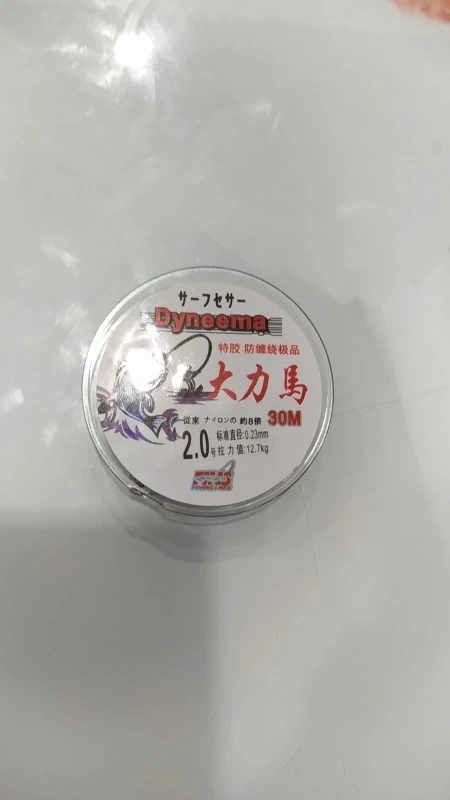 サーフセサー
Dyneema
特胶.防缠绕极品
大力馬
从来 ナイロンの 約8倍 30M
2.0号 标准直径:0.23mm
拉力值:12.7kg